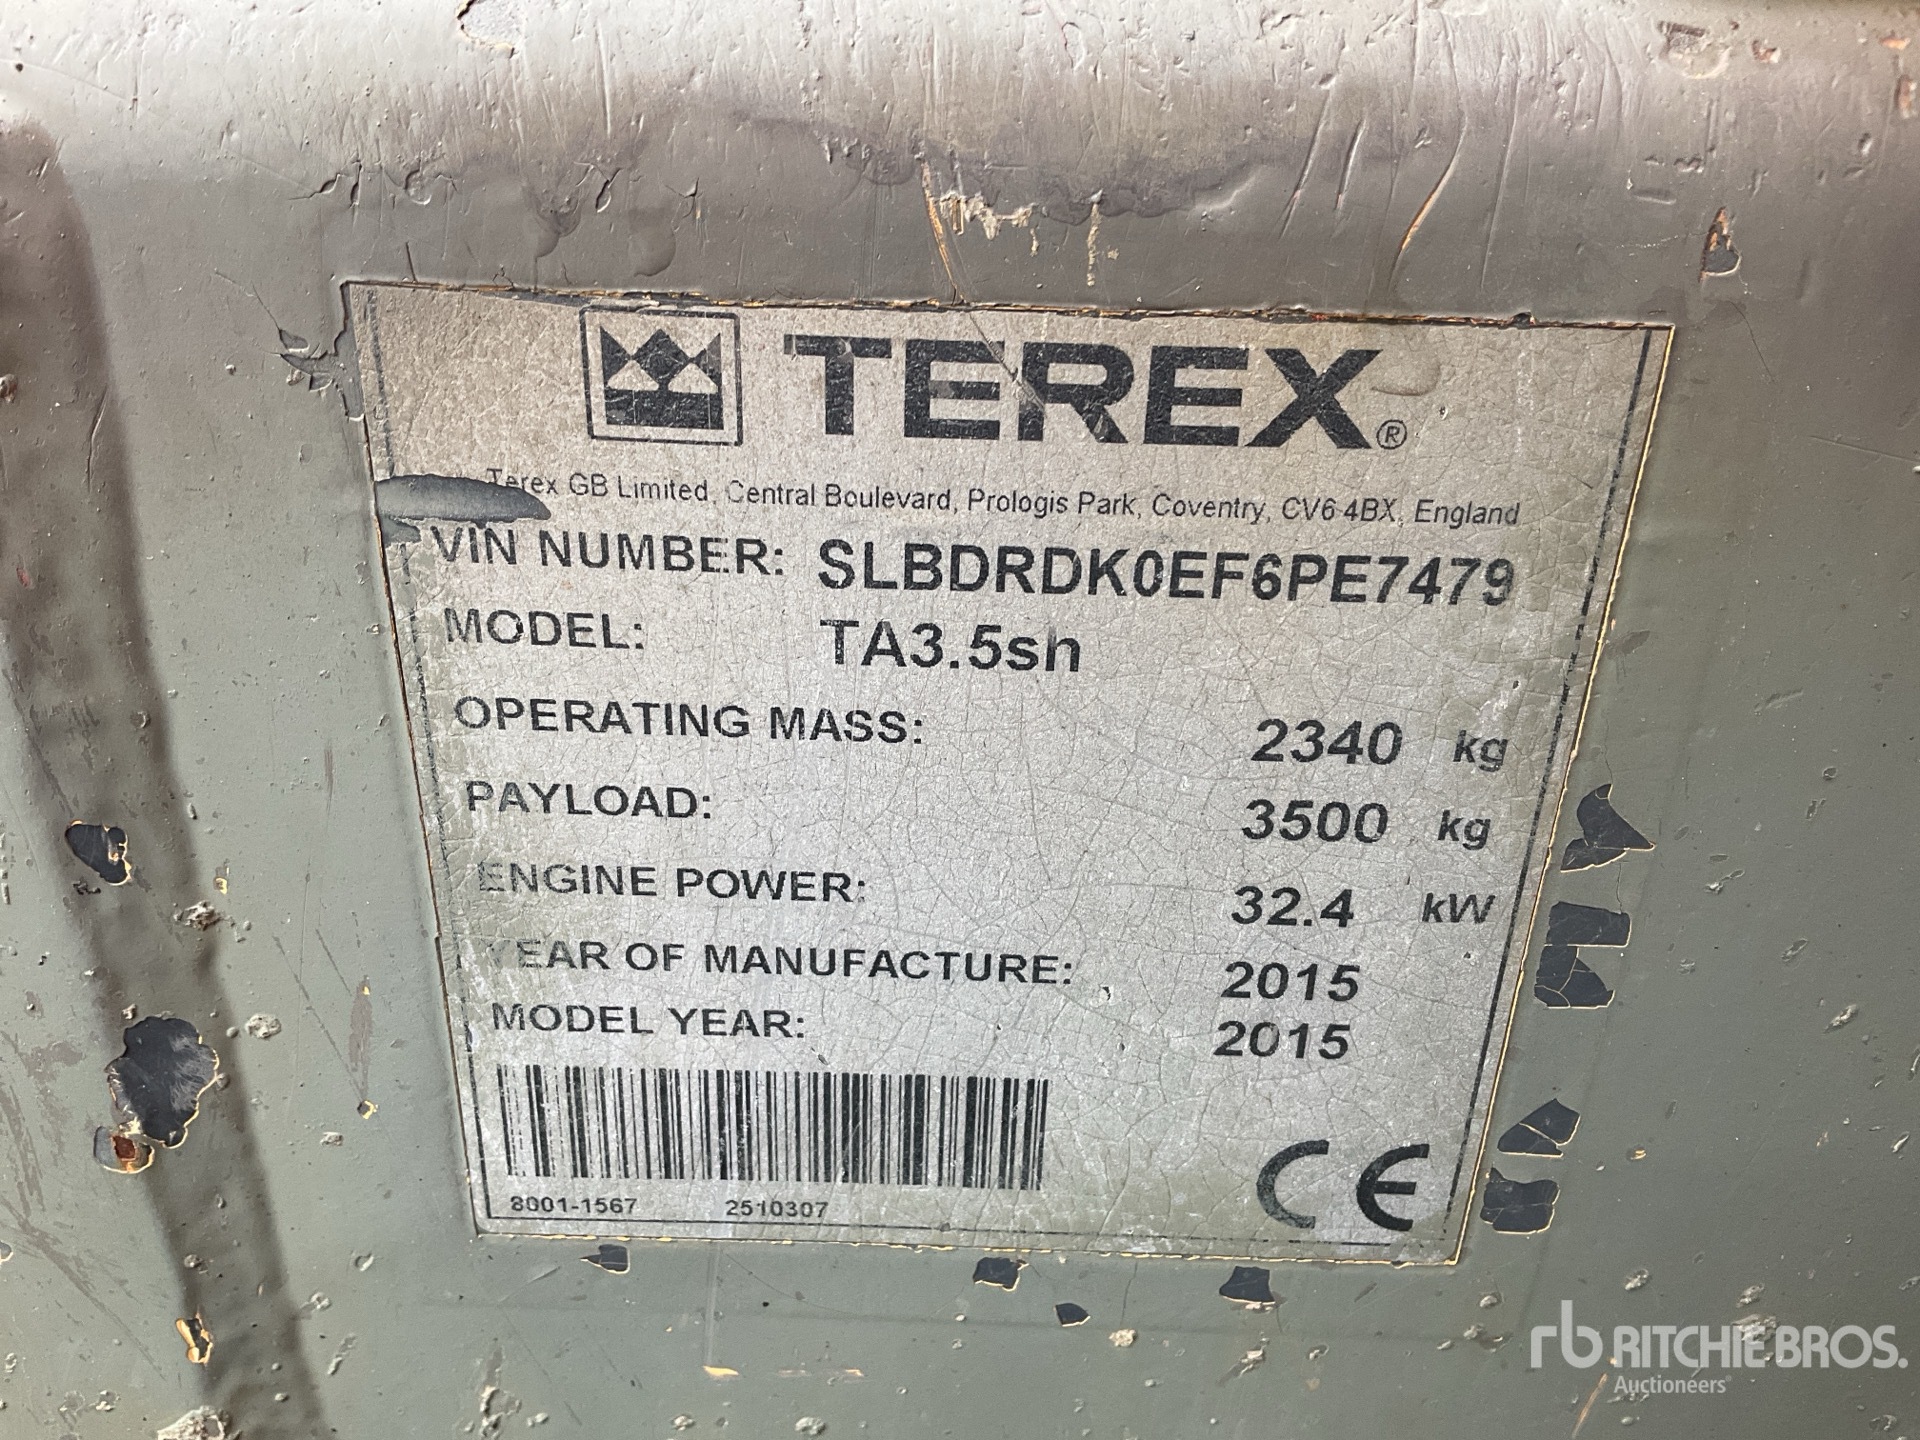 TEREX®
Terex GB Limited, Central Boulevard, Prologis Park, Coventry, CV6 4BX, England
VIN NUMBER: SLBDRDK0EF6PE7479
MODEL: TA3.5sh
OPERATING MASS: 2340 kg
PAYLOAD: 3500 kg
ENGINE POWER: 32.4 kW
YEAR OF MANUFACTURE: 2015
MODEL YEAR: 2015
8001-1567 2510307
CE
rb RITCHIE BROS.
Auctioneers